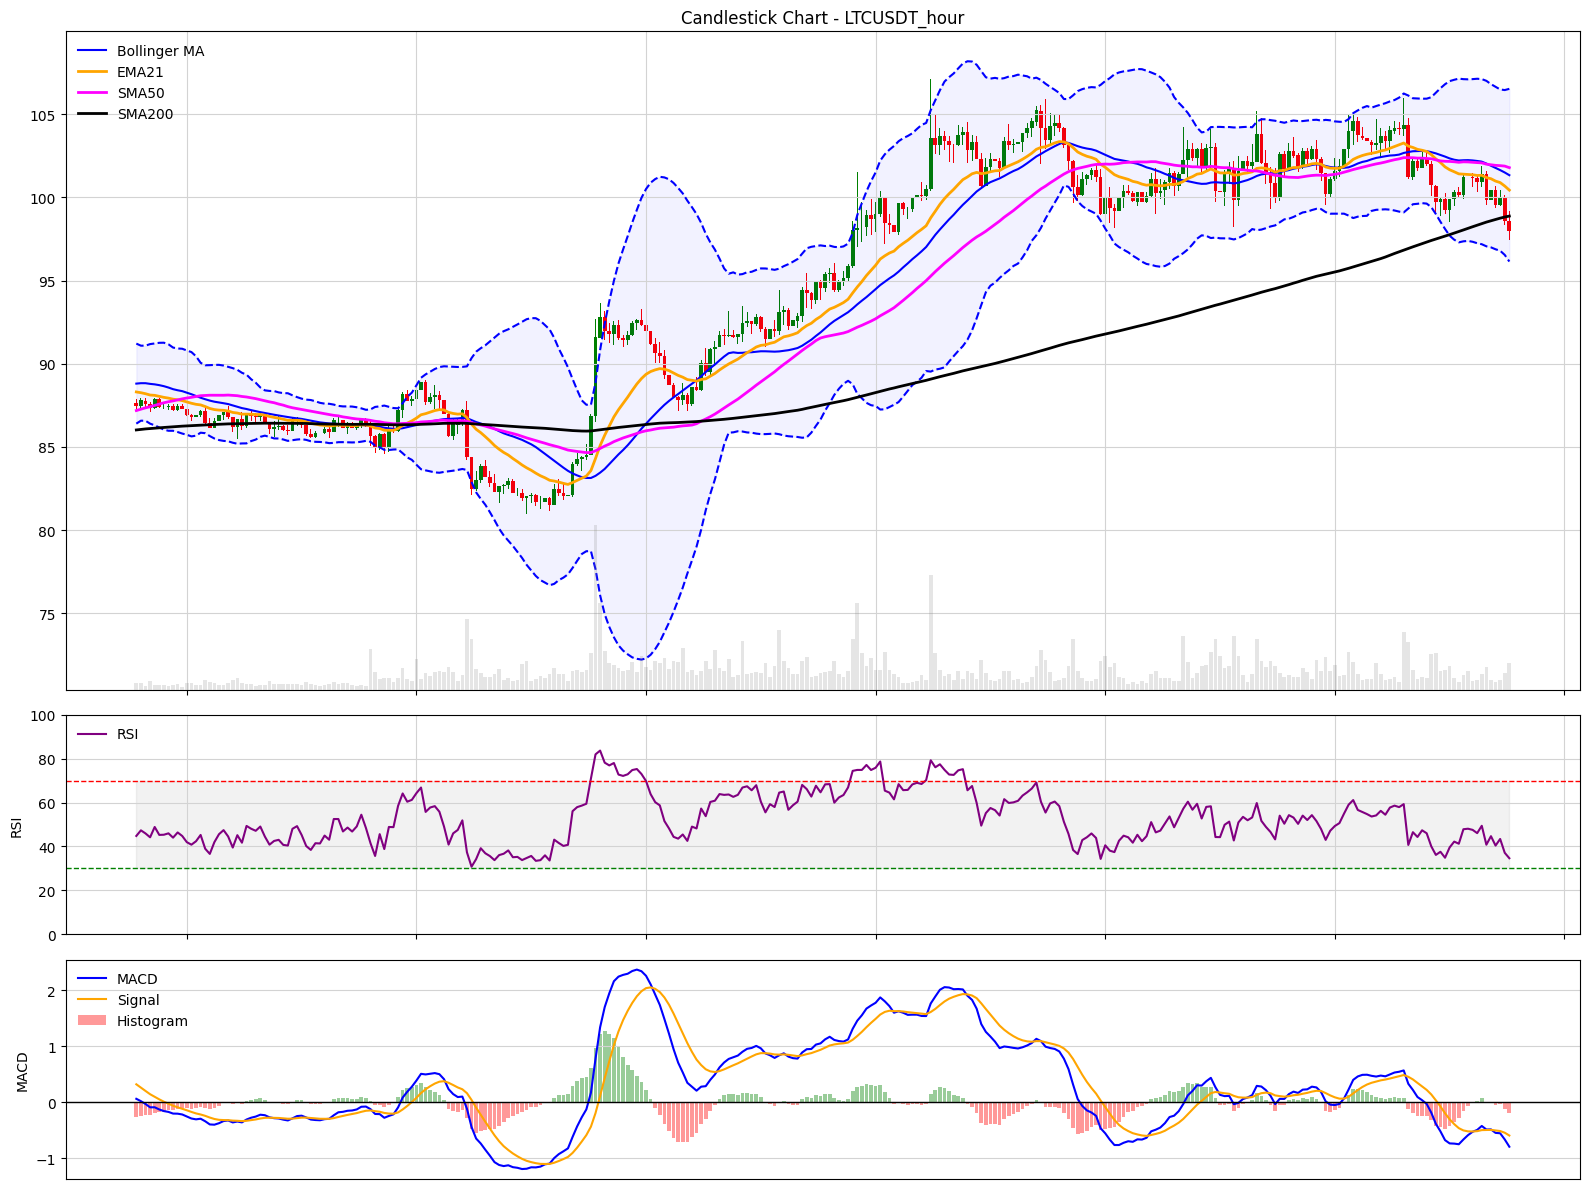 Candlestick Chart - LTCUSDT_hour
Bollinger MA
EMA21
SMA50
SMA200
105
100
95
90
85
80
75
RSI
100
80
60
40
20
0
RSI
MACD
Signal
Histogram
2
1
0
−1
MACD